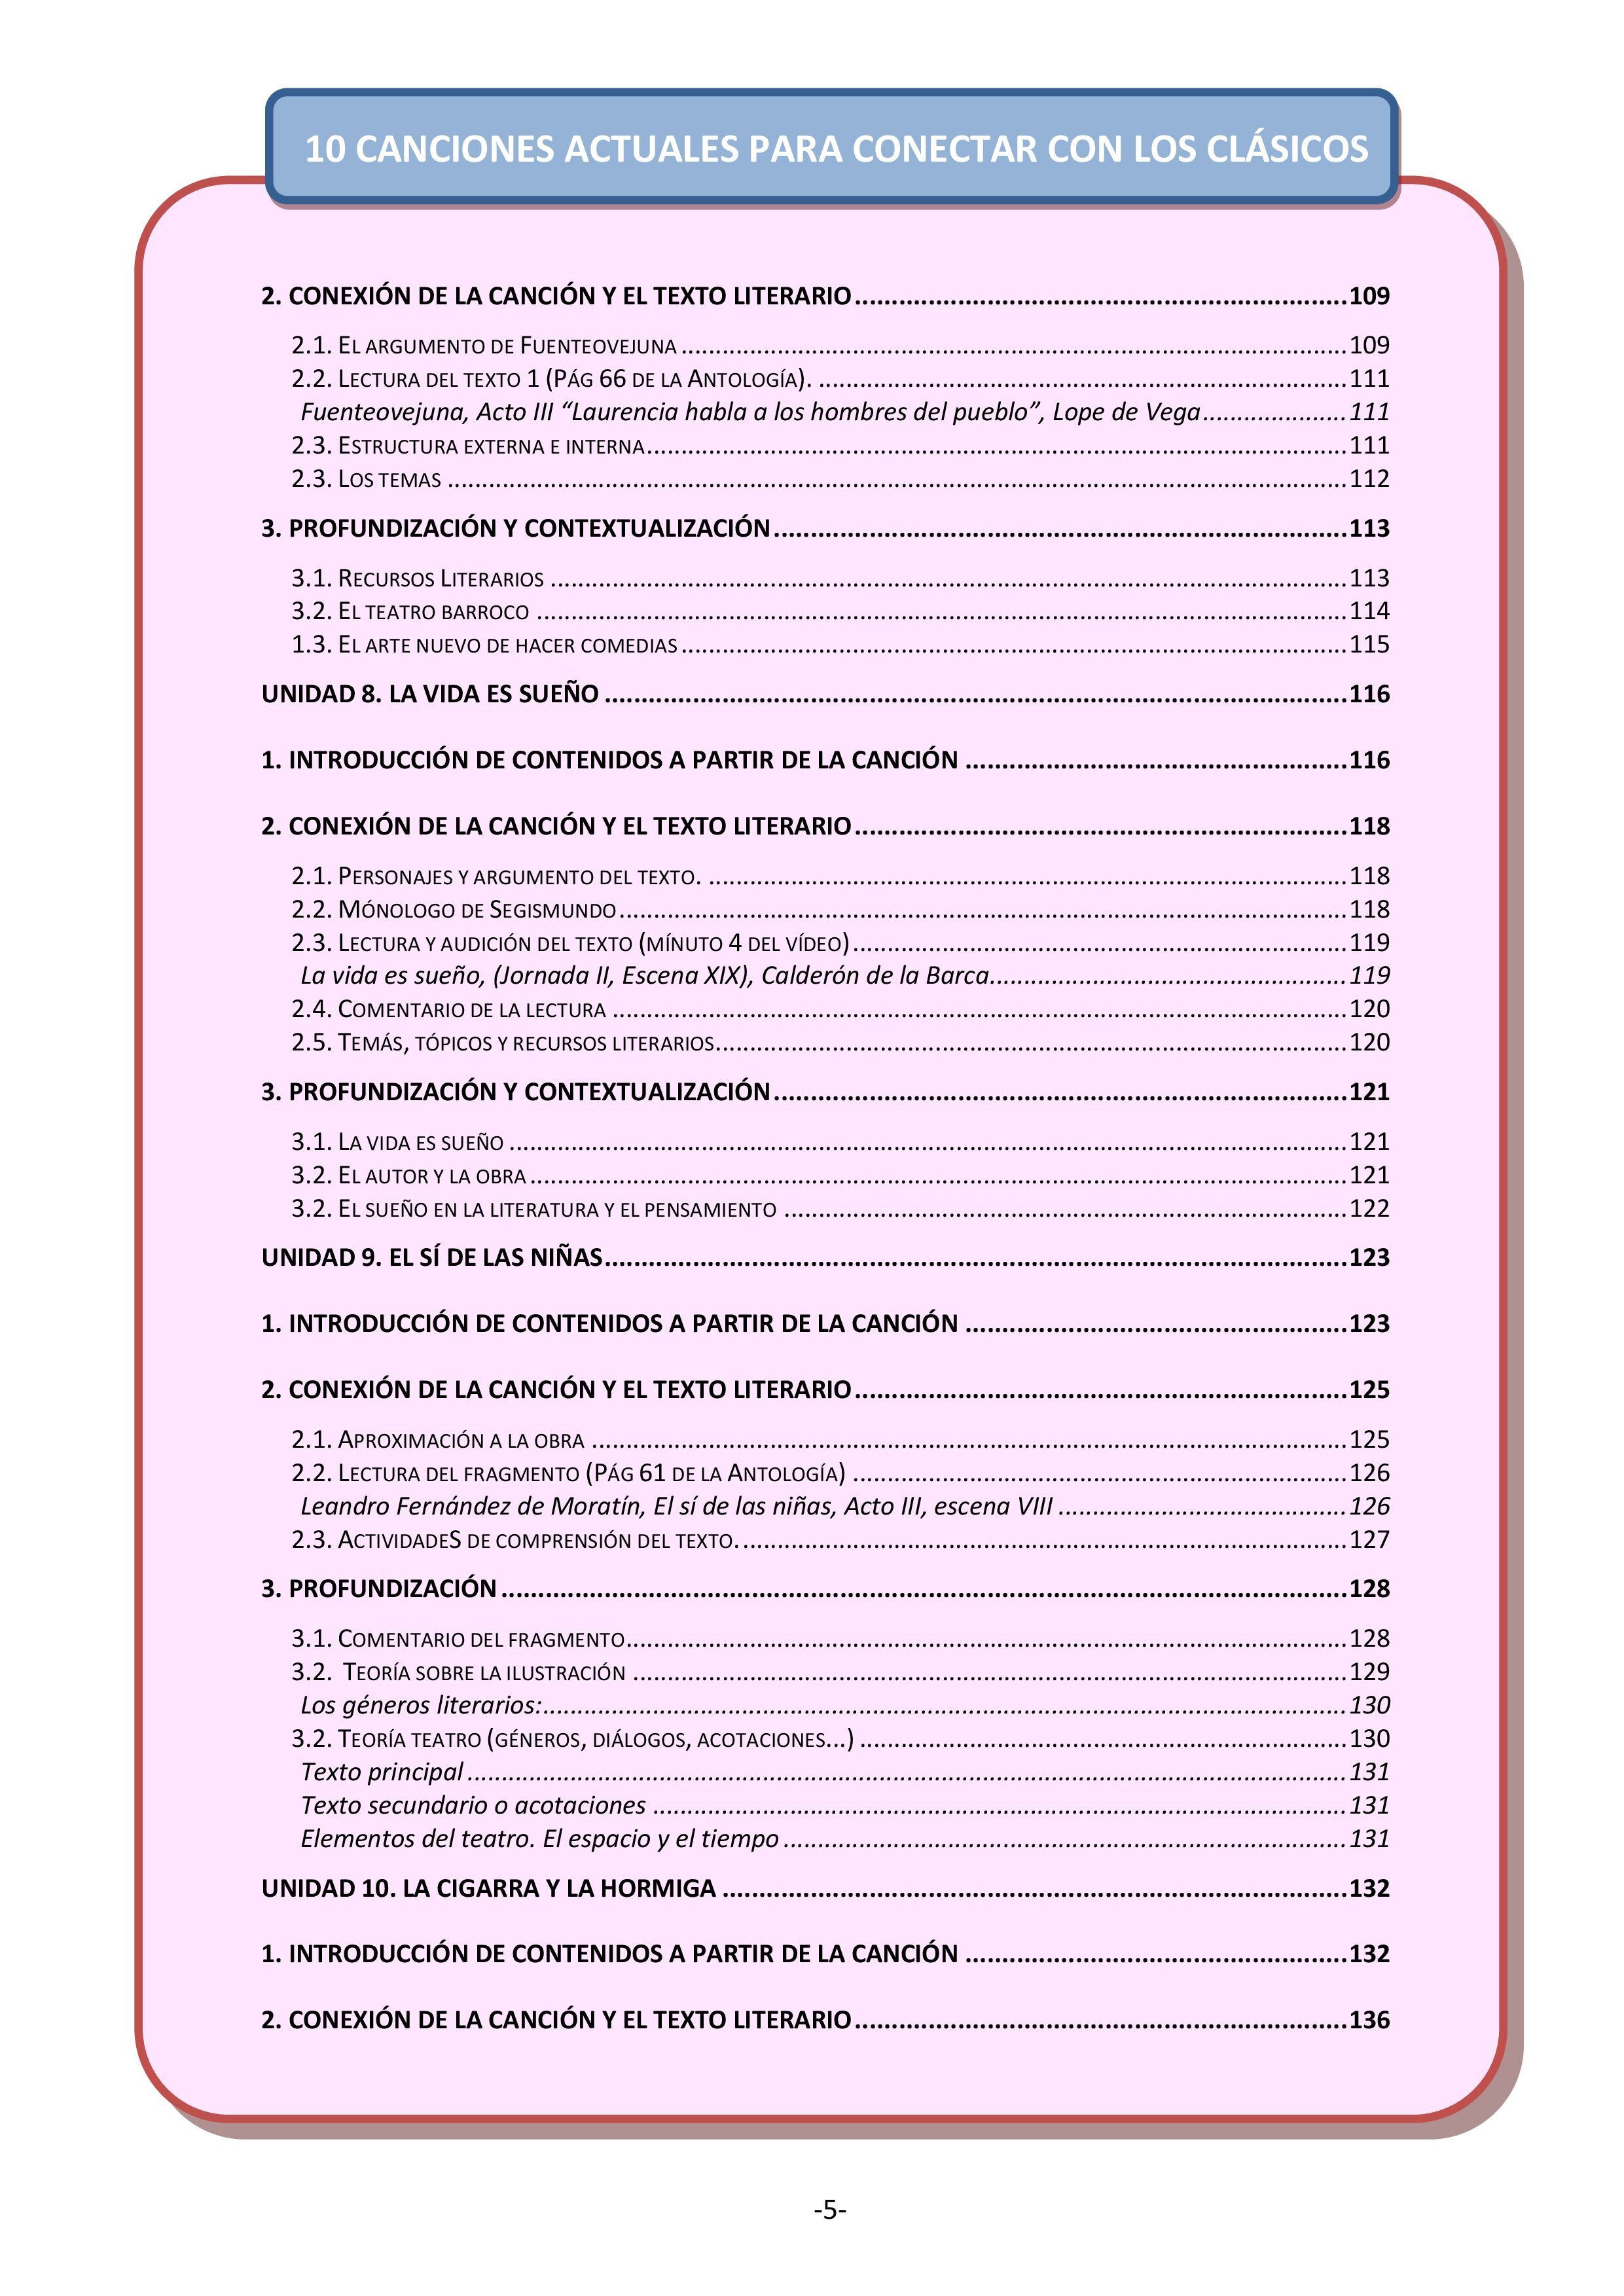 10 CANCIONES ACTUALES PARA CONECTAR CON LOS CLÁSICOS
2. CONEXIÓN DE LA CANCIÓN Y EL TEXTO LITERARIO....................................................................109
2.1. El argumento de Fuenteovejuna....................................................................109
2.2. Lectura del texto 1 (Pág 66 de la Antología). ....................................................................111
Fuenteovejuna, Acto III “Laurencia habla a los hombres del pueblo”, Lope de Vega.....................111
2.3. Estructura externa e interna....................................................................111
2.3. Los temas ....................................................................112
3. PROFUNDIZACIÓN Y CONTEXTUALIZACIÓN....................................................................113
3.1. Recursos Literarios ....................................................................113
3.2. El teatro barroco ....................................................................114
1.3. El arte nuevo de hacer comedias....................................................................115
UNIDAD 8. LA VIDA ES SUEÑO ....................................................................116
1. INTRODUCCIÓN DE CONTENIDOS A PARTIR DE LA CANCIÓN ....................................................116
2. CONEXIÓN DE LA CANCIÓN Y EL TEXTO LITERARIO....................................................................118
2.1. Personajes y argumento del texto. ....................................................................118
2.2. Mónologo de Segismundo....................................................................118
2.3. Lectura y audición del texto (mínuto 4 del vídeo)....................................................................119
La vida es sueño, (Jornada II, Escena XIX), Calderón de la Barca....................................................119
2.4. Comentario de la lectura ....................................................................120
2.5. Temás, tópicos y recursos literarios....................................................................120
3. PROFUNDIZACIÓN Y CONTEXTUALIZACIÓN....................................................................121
3.1. La vida es sueño ....................................................................121
3.2. El autor y la obra....................................................................121
3.2. El sueño en la literatura y el pensamiento ....................................................................122
UNIDAD 9. EL SÍ DE LAS NIÑAS....................................................................123
1. INTRODUCCIÓN DE CONTENIDOS A PARTIR DE LA CANCIÓN ....................................................123
2. CONEXIÓN DE LA CANCIÓN Y EL TEXTO LITERARIO....................................................................125
2.1. Aproximación a la obra ....................................................................125
2.2. Lectura del fragmento (Pág 61 de la Antología) ....................................................................126
Leandro Fernández de Moratín, El sí de las niñas, Acto III, escena VIII ..........................................126
2.3. ActividadeS de comprensión del texto.....................................................................127
3. PROFUNDIZACIÓN....................................................................128
3.1. Comentario del fragmento....................................................................128
3.2. Teoría sobre la ilustración ....................................................................129
Los géneros literarios:....................................................................130
3.2. Teoría teatro (géneros, diálogos, acotaciones...) ....................................................................130
Texto principal....................................................................131
Texto secundario o acotaciones ....................................................................131
Elementos del teatro. El espacio y el tiempo....................................................................131
UNIDAD 10. LA CIGARRA Y LA HORMIGA ....................................................................132
1. INTRODUCCIÓN DE CONTENIDOS A PARTIR DE LA CANCIÓN ....................................................132
2. CONEXIÓN DE LA CANCIÓN Y EL TEXTO LITERARIO....................................................................136
-5-